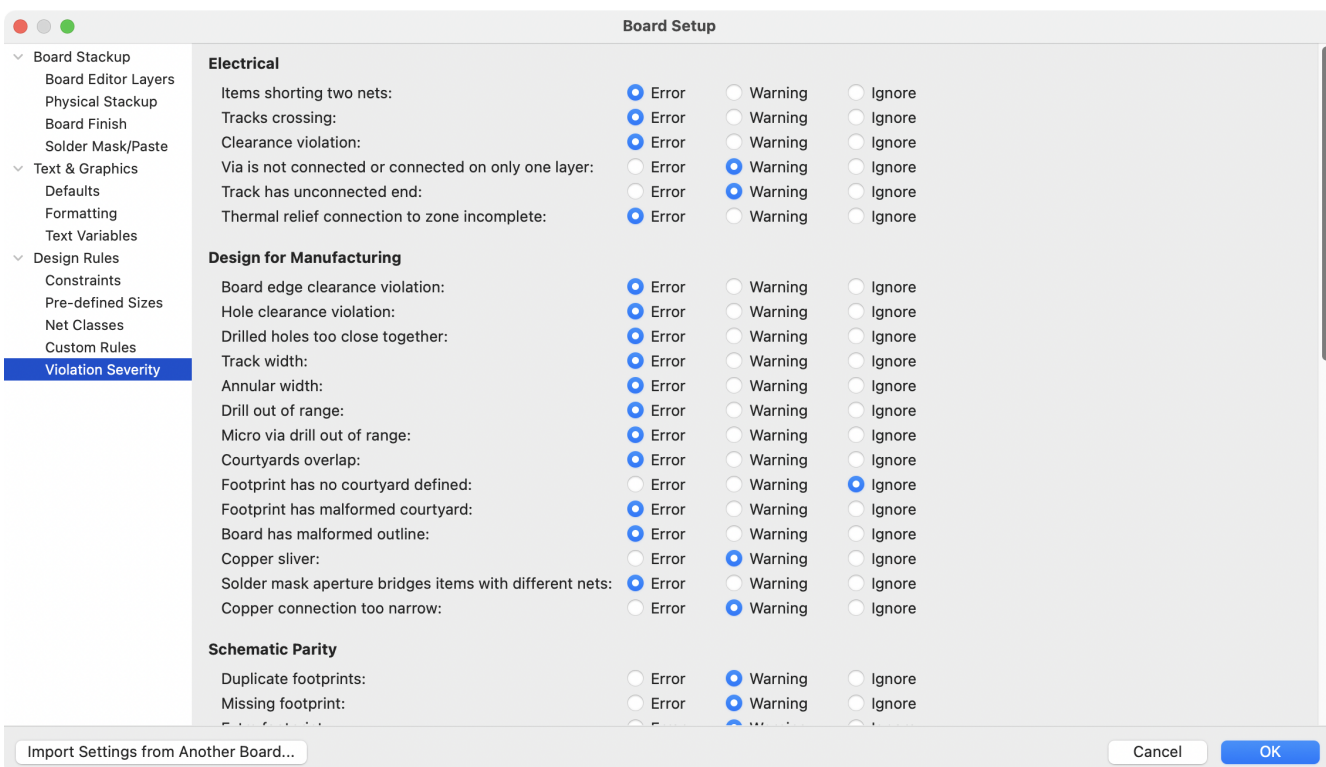 Board Setup
Board Stackup
Board Editor Layers
Physical Stackup
Board Finish
Solder Mask/Paste
Text & Graphics
Defaults
Formatting
Text Variables
Design Rules
Constraints
Pre-defined Sizes
Net Classes
Custom Rules
Violation Severity
Electrical
Items shorting two nets: Error Warning Ignore
Tracks crossing: Error Warning Ignore
Clearance violation: Error Warning Ignore
Via is not connected or connected on only one layer: Error Warning Ignore
Track has unconnected end: Error Warning Ignore
Thermal relief connection to zone incomplete: Error Warning Ignore
Design for Manufacturing
Board edge clearance violation: Error Warning Ignore
Hole clearance violation: Error Warning Ignore
Drilled holes too close together: Error Warning Ignore
Track width: Error Warning Ignore
Annular width: Error Warning Ignore
Drill out of range: Error Warning Ignore
Micro via drill out of range: Error Warning Ignore
Courtyards overlap: Error Warning Ignore
Footprint has no courtyard defined: Error Warning Ignore
Footprint has malformed courtyard: Error Warning Ignore
Board has malformed outline: Error Warning Ignore
Copper sliver: Error Warning Ignore
Solder mask aperture bridges items with different nets: Error Warning Ignore
Copper connection too narrow: Error Warning Ignore
Schematic Parity
Duplicate footprints: Error Warning Ignore
Missing footprint: Error Warning Ignore
Import Settings from Another Board... Cancel OK